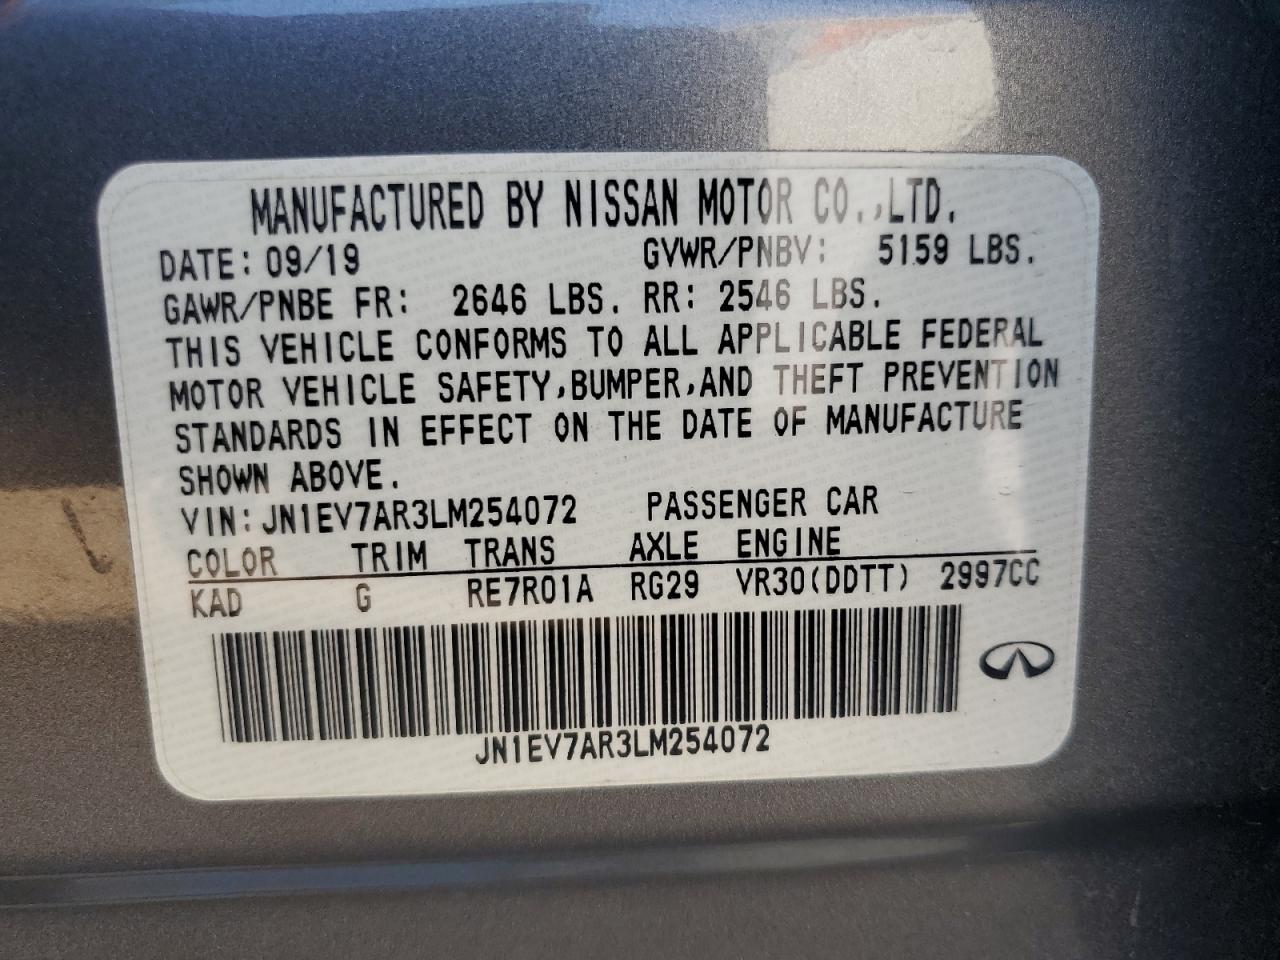 MANUFACTURED BY NISSAN MOTOR CO.,LTD.
DATE: 09/19 GVWR/PNBV: 5159 LBS.
GAWR/PNBE FR: 2646 LBS. RR: 2546 LBS.
THIS VEHICLE CONFORMS TO ALL APPLICABLE FEDERAL
MOTOR VEHICLE SAFETY,BUMPER,AND THEFT PREVENTION
STANDARDS IN EFFECT ON THE DATE OF MANUFACTURE
SHOWN ABOVE.
VIN: JN1EV7AR3LM254072 PASSENGER CAR
COLOR TRIM TRANS AXLE ENGINE
KAD G RE7R01A RG29 VR30(DDTT) 2997CC
JN1EV7AR3LM254072